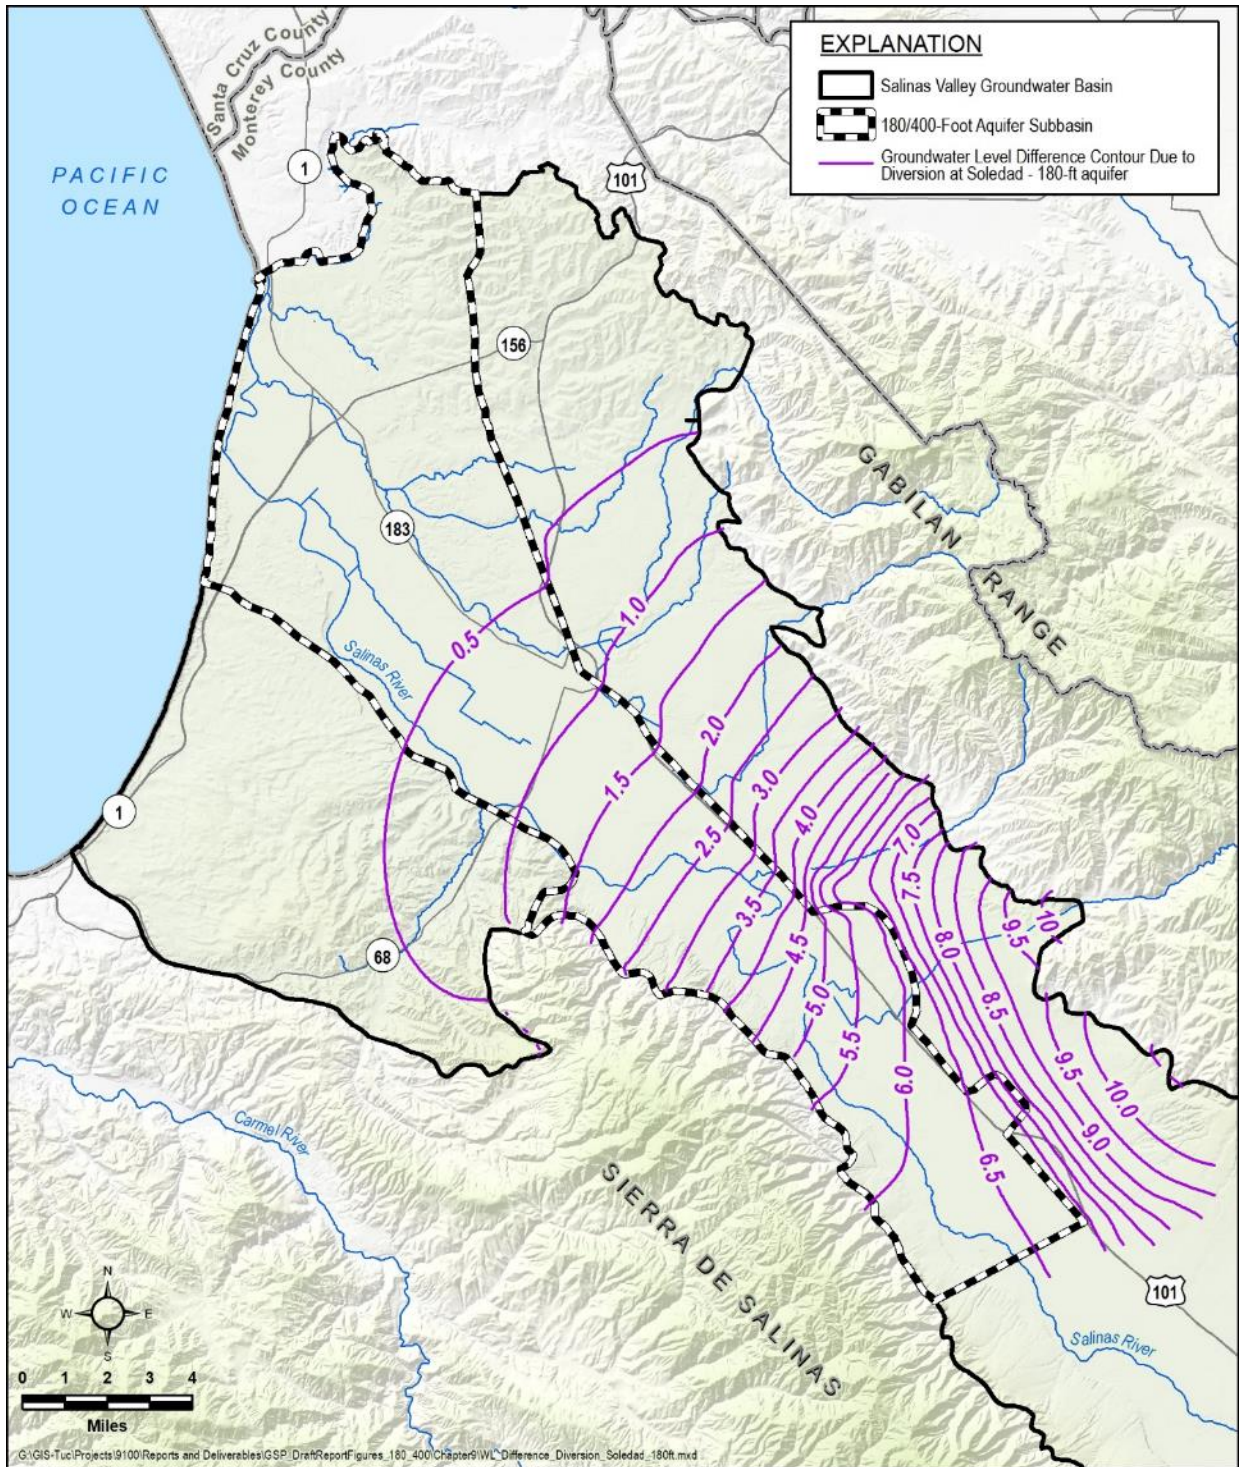 EXPLANATION
Salinas Valley Groundwater Basin
180/400-Foot Aquifer Subbasin
Groundwater Level Difference Contour Due to
Diversion at Soledad - 180-ft aquifer
Santa Cruz County
Monterey County
PACIFIC
OCEAN
1
101
156
183
GABILAN
RANGE
0.5
1.0
Salinas River
2.0
1.5
3.0
4.0
2.5
7.0
7.5
3.5
10
9.5
8.0
4.5
1
68
5.0
8.5
5.5
6.0
9.5
10.0
9.0
6.5
Carmel River
SIERRA DE SALINAS
101
Salinas River
N
W
E
S
0 1 2 3 4
Miles
G:\GIS-Tuc\Projects\9100\Reports and Deliverables\GSP_DraftReportFigures_180_400\Chapter9\WL_Difference_Diversion_Soledad_180ft.mxd